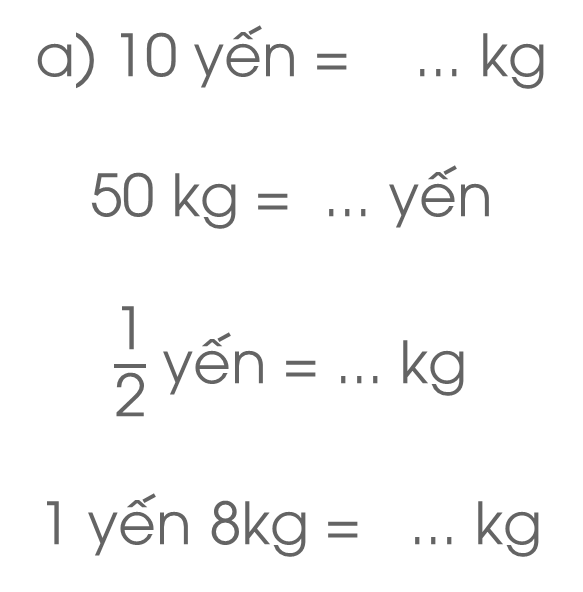 a) 10 yến = ... kg
50 kg = ... yến
1/2 yến = ... kg
1 yến 8kg = ... kg